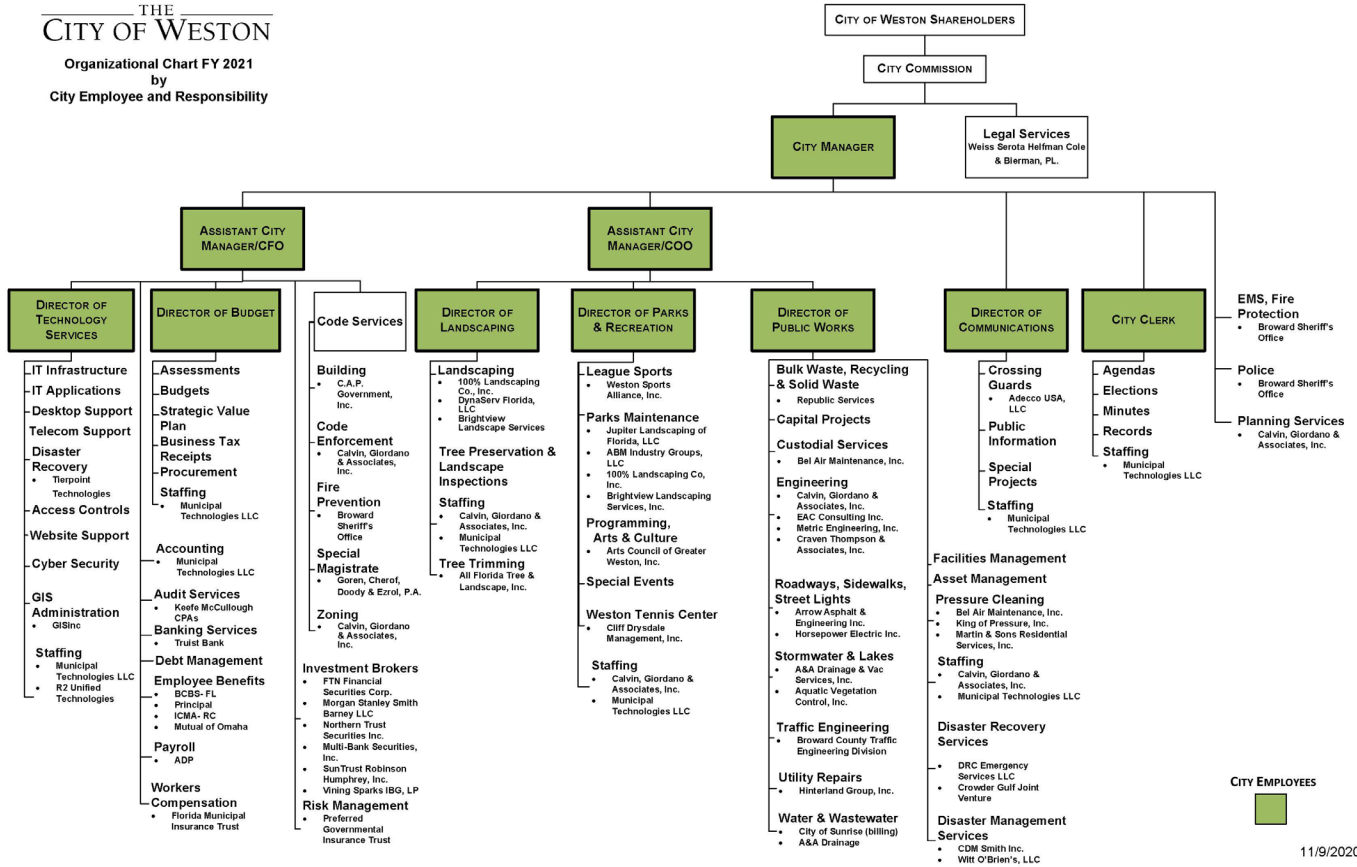 THE
CITY OF WESTON
Organizational Chart FY 2021
by
City Employee and Responsibility
CITY OF WESTON SHAREHOLDERS
CITY COMMISSION
CITY MANAGER
Legal Services
Weiss Serota Helfman Cole
& Bierman, PL.
ASSISTANT CITY
MANAGER/CFO
ASSISTANT CITY
MANAGER/COO
DIRECTOR OF
TECHNOLOGY
SERVICES
IT Infrastructure
IT Applications
Desktop Support
Telecom Support
Disaster
Recovery
• Tierpoint
Technologies
Access Controls
Website Support
Cyber Security
GIS
Administration
• GISinc
Staffing
• Municipal
Technologies LLC
• R2 Unified
Technologies
DIRECTOR OF BUDGET
Assessments
Budgets
Strategic Value
Plan
Business Tax
Receipts
Procurement
Staffing
• Municipal
Technologies LLC
Accounting
• Municipal
Technologies LLC
Audit Services
• Keefe McCullough
CPAs
Banking Services
• Truist Bank
Debt Management
Employee Benefits
• BCBS- FL
• Principal
• ICMA- RC
• Mutual of Omaha
Payroll
• ADP
Workers
Compensation
• Florida Municipal
Insurance Trust
Code Services
Building
• C.A.P.
Government,
Inc.
Code
Enforcement
• Calvin, Giordano
& Associates,
Inc.
Fire
Prevention
• Broward
Sheriff's
Office
Special
Magistrate
• Goren, Cherof,
Doody & Ezrol, P.A.
Zoning
• Calvin, Giordano
& Associates,
Inc.
Investment Brokers
• FTN Financial
Securities Corp.
• Morgan Stanley Smith
Barney LLC
• Northern Trust
Securities Inc.
• Multi-Bank Securities,
Inc.
• SunTrust Robinson
Humphrey, Inc.
• Vining Sparks IBG, LP
Risk Management
• Preferred
Governmental
Insurance Trust
DIRECTOR OF
LANDSCAPING
Landscaping
• 100% Landscaping
Co., Inc.
• DynaServ Florida,
LLC
• Brightview
Landscape Services
Tree Preservation &
Landscape
Inspections
Staffing
• Calvin, Giordano &
Associates, Inc.
• Municipal
Technologies LLC
Tree Trimming
• All Florida Tree &
Landscape, Inc.
DIRECTOR OF PARKS
& RECREATION
League Sports
• Weston Sports
Alliance, Inc.
Parks Maintenance
• Jupiter Landscaping of
Florida, LLC
• ABM Industry Groups,
LLC
• 100% Landscaping Co,
Inc.
• Brightview Landscaping
Services, Inc.
Programming,
Arts & Culture
• Arts Council of Greater
Weston, Inc.
Special Events
Weston Tennis Center
• Cliff Drysdale
Management, Inc.
Staffing
• Calvin, Giordano &
Associates, Inc.
• Municipal
Technologies LLC
DIRECTOR OF
PUBLIC WORKS
Bulk Waste, Recycling
& Solid Waste
• Republic Services
Capital Projects
Custodial Services
• Bel Air Maintenance, Inc.
Engineering
• Calvin, Giordano &
Associates, Inc.
• EAC Consulting Inc.
• Metric Engineering, Inc.
• Craven Thompson &
Associates, Inc.
Roadways, Sidewalks,
Street Lights
• Arrow Asphalt &
Engineering Inc.
• Horsepower Electric Inc.
Stormwater & Lakes
• A&A Drainage & Vac
Services, Inc.
• Aquatic Vegetation
Control, Inc.
Traffic Engineering
• Broward County Traffic
Engineering Division
Utility Repairs
• Hinterland Group, Inc.
Water & Wastewater
• City of Sunrise (billing)
• A&A Drainage
Facilities Management
Asset Management
Pressure Cleaning
• Bel Air Maintenance, Inc.
• King of Pressure, Inc.
• Martin & Sons Residential
Services, Inc.
Staffing
• Calvin, Giordano &
Associates, Inc.
• Municipal Technologies LLC
Disaster Recovery
Services
• DRC Emergency
Services LLC
• Crowder Gulf Joint
Venture
Disaster Management
Services
• CDM Smith Inc.
• Witt O'Brien's, LLC
DIRECTOR OF
COMMUNICATIONS
Crossing
Guards
• Adecco USA,
LLC
Public
Information
Special
Projects
Staffing
• Municipal
Technologies LLC
CITY CLERK
Agendas
Elections
Minutes
Records
Staffing
• Municipal
Technologies LLC
EMS, Fire
Protection
• Broward Sheriff's
Office
Police
• Broward Sheriff's
Office
Planning Services
• Calvin, Giordano &
Associates, Inc.
CITY EMPLOYEES
11/9/2020